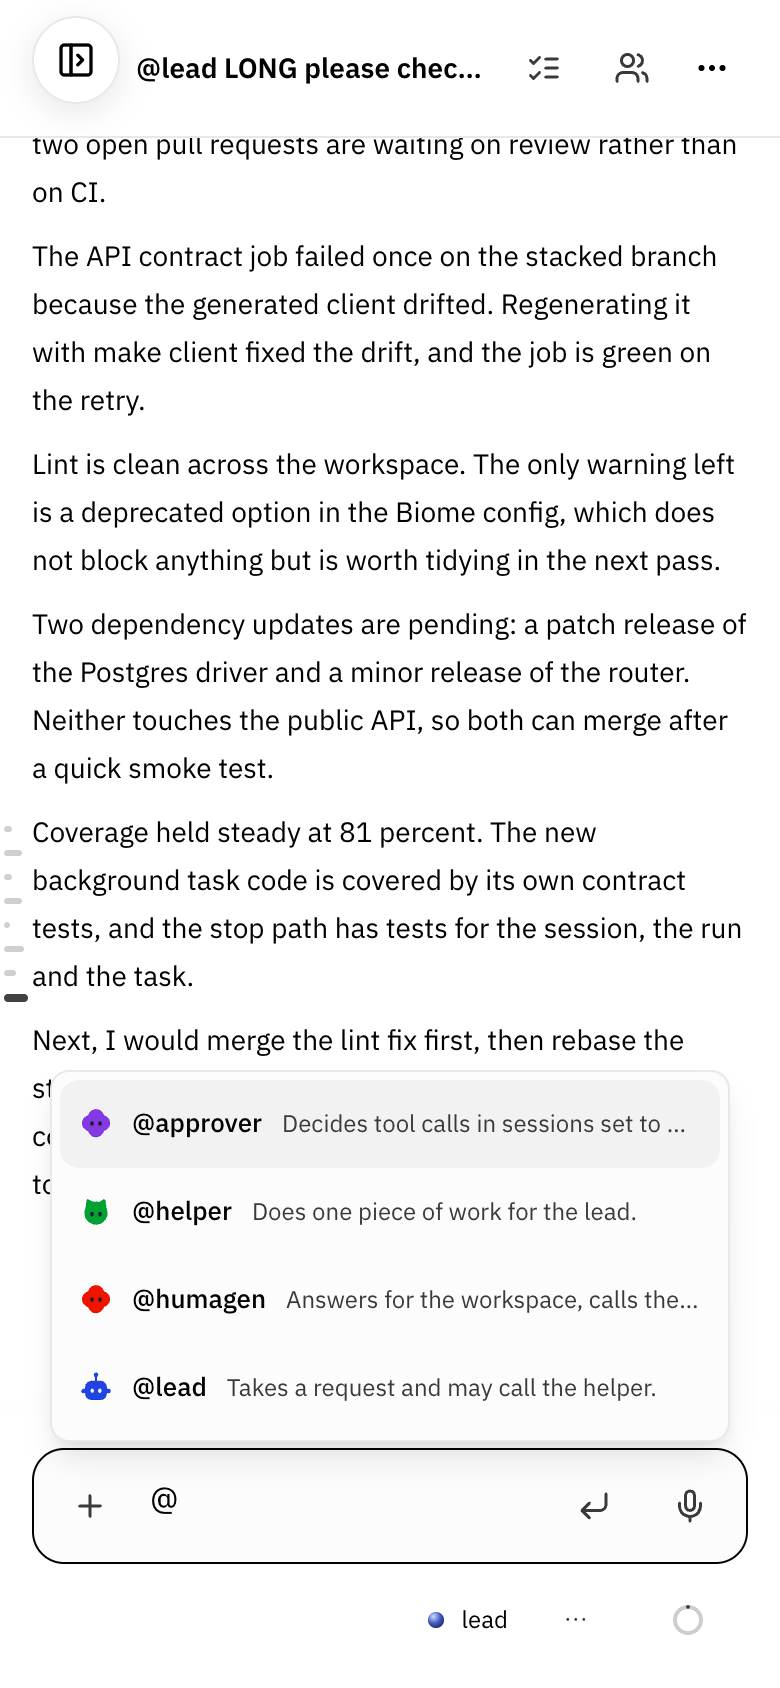 @lead LONG please chec...
two open pull requests are waiting on review rather than
on CI.
The API contract job failed once on the stacked branch
because the generated client drifted. Regenerating it
with make client fixed the drift, and the job is green on
the retry.
Lint is clean across the workspace. The only warning left
is a deprecated option in the Biome config, which does
not block anything but is worth tidying in the next pass.
Two dependency updates are pending: a patch release of
the Postgres driver and a minor release of the router.
Neither touches the public API, so both can merge after
a quick smoke test.
Coverage held steady at 81 percent. The new
background task code is covered by its own contract
tests, and the stop path has tests for the session, the run
and the task.
Next, I would merge the lint fix first, then rebase the
@approver Decides tool calls in sessions set to ...
@helper Does one piece of work for the lead.
@humagen Answers for the workspace, calls the...
@lead Takes a request and may call the helper.
@
lead ...